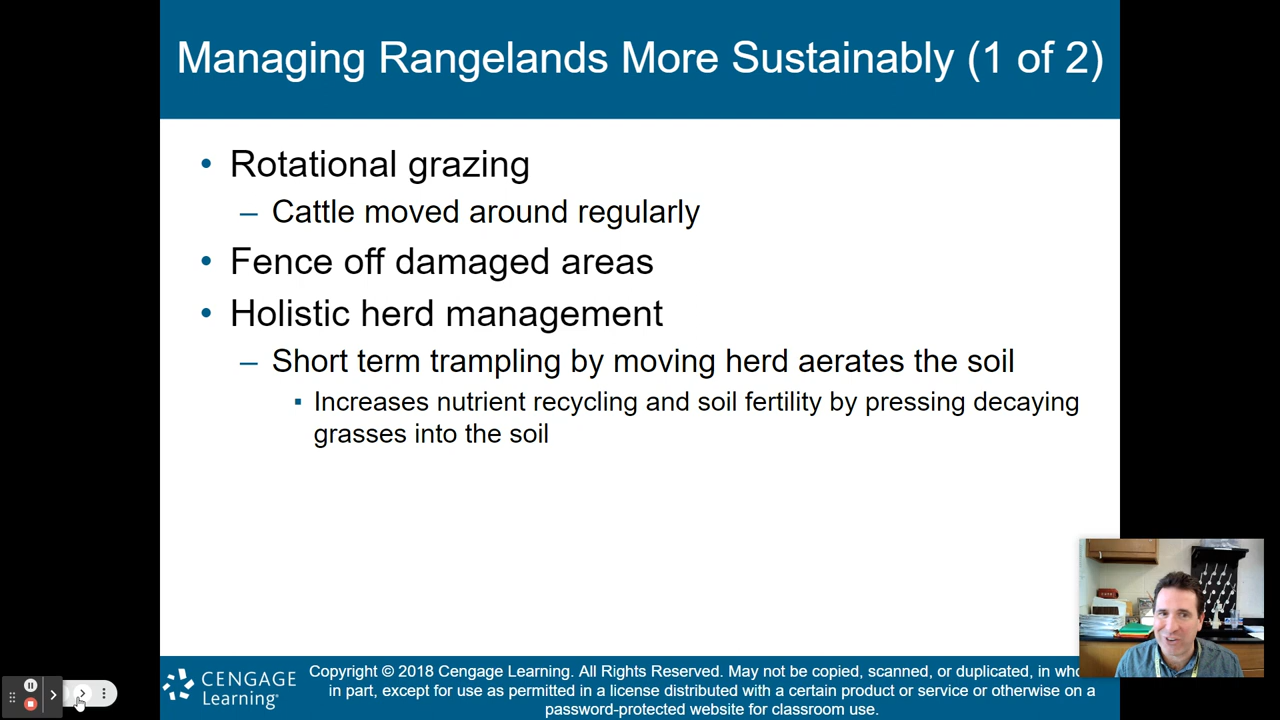 Managing Rangelands More Sustainably (1 of 2)
• Rotational grazing
– Cattle moved around regularly
• Fence off damaged areas
• Holistic herd management
– Short term trampling by moving herd aerates the soil
▪ Increases nutrient recycling and soil fertility by pressing decaying
grasses into the soil
CENGAGE
Learning®
Copyright © 2018 Cengage Learning. All Rights Reserved. May not be copied, scanned, or duplicated, in
in part, except for use as permitted in a license distributed with a certain product or service or otherwise on a
password-protected website for classroom use.